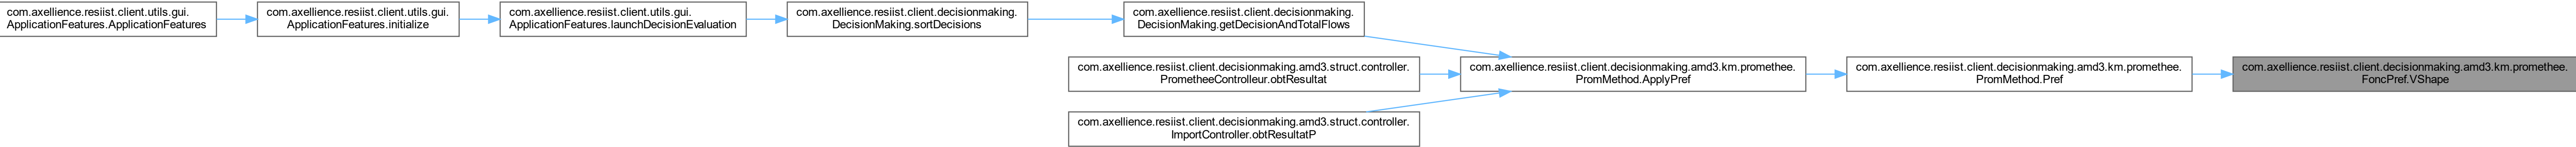 com.axellience.resiist.client.utils.gui.
ApplicationFeatures.ApplicationFeatures
com.axellience.resiist.client.utils.gui.
ApplicationFeatures.initialize
com.axellience.resiist.client.utils.gui.
ApplicationFeatures.launchDecisionEvaluation
com.axellience.resiist.client.decisionmaking.
DecisionMaking.sortDecisions
com.axellience.resiist.client.decisionmaking.
DecisionMaking.getDecisionAndTotalFlows
com.axellience.resiist.client.decisionmaking.amd3.struct.controller.
PrometheeControlleur.obtResultat
com.axellience.resiist.client.decisionmaking.amd3.struct.controller.
ImportController.obtResultatP
com.axellience.resiist.client.decisionmaking.amd3.km.promethee.
PromMethod.ApplyPref
com.axellience.resiist.client.decisionmaking.amd3.km.promethee.
PromMethod.Pref
com.axellience.resiist.client.decisionmaking.amd3.km.promethee.
FoncPref.VShape